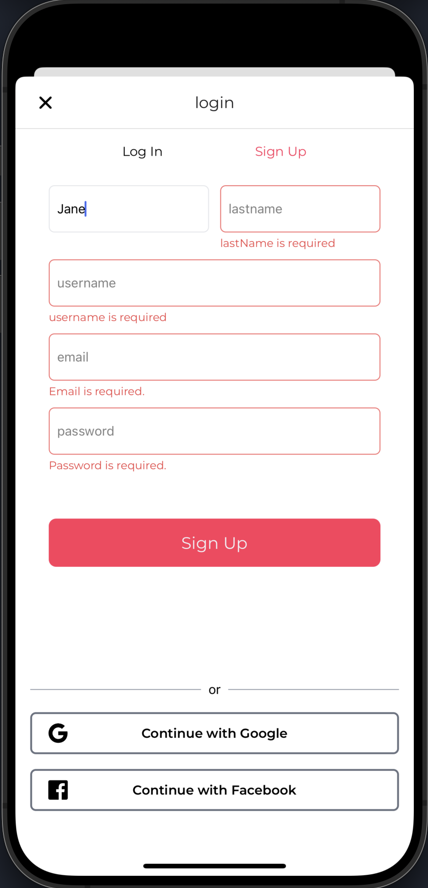 login
Log In
Sign Up
Jane
lastname
lastName is required
username
username is required
email
Email is required.
password
Password is required.
Sign Up
or
Continue with Google
Continue with Facebook